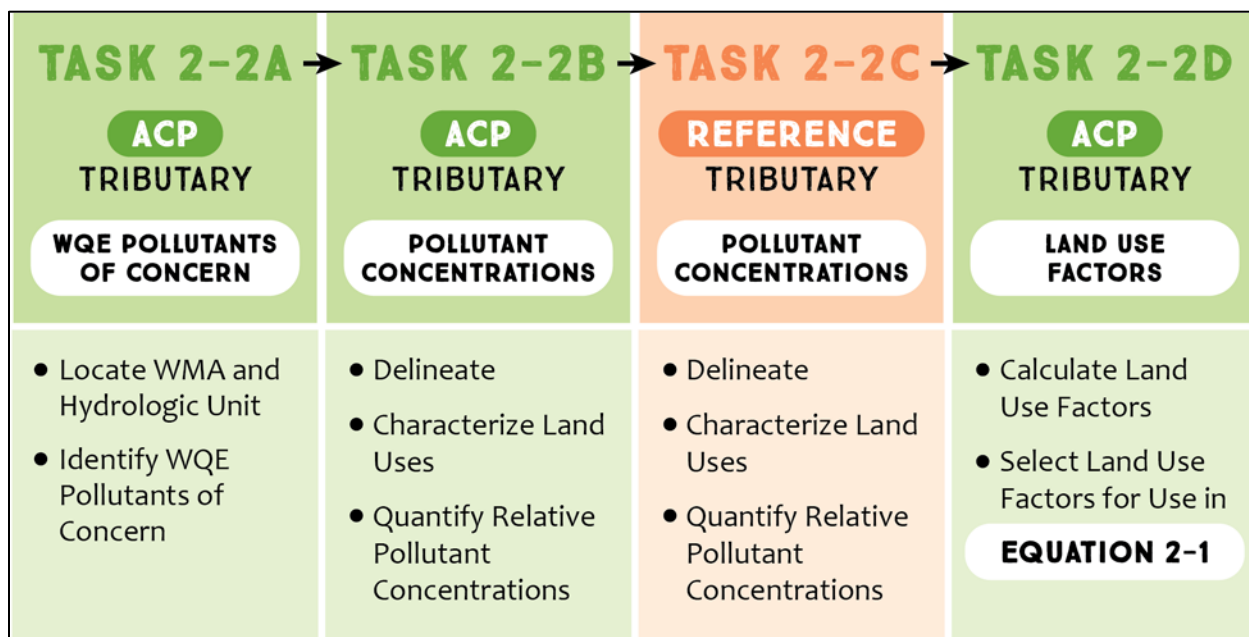 TASK 2-2A
ACP
TRIBUTARY
WQE POLLUTANTS
OF CONCERN
• Locate WMA and
Hydrologic Unit
• Identify WQE
Pollutants of
Concern
TASK 2-2B
ACP
TRIBUTARY
POLLUTANT
CONCENTRATIONS
• Delineate
• Characterize Land
Uses
• Quantify Relative
Pollutant
Concentrations
TASK 2-2C
REFERENCE
TRIBUTARY
POLLUTANT
CONCENTRATIONS
• Delineate
• Characterize Land
Uses
• Quantify Relative
Pollutant
Concentrations
TASK 2-2D
ACP
TRIBUTARY
LAND USE
FACTORS
• Calculate Land
Use Factors
• Select Land Use
Factors for Use in
EQUATION 2-1